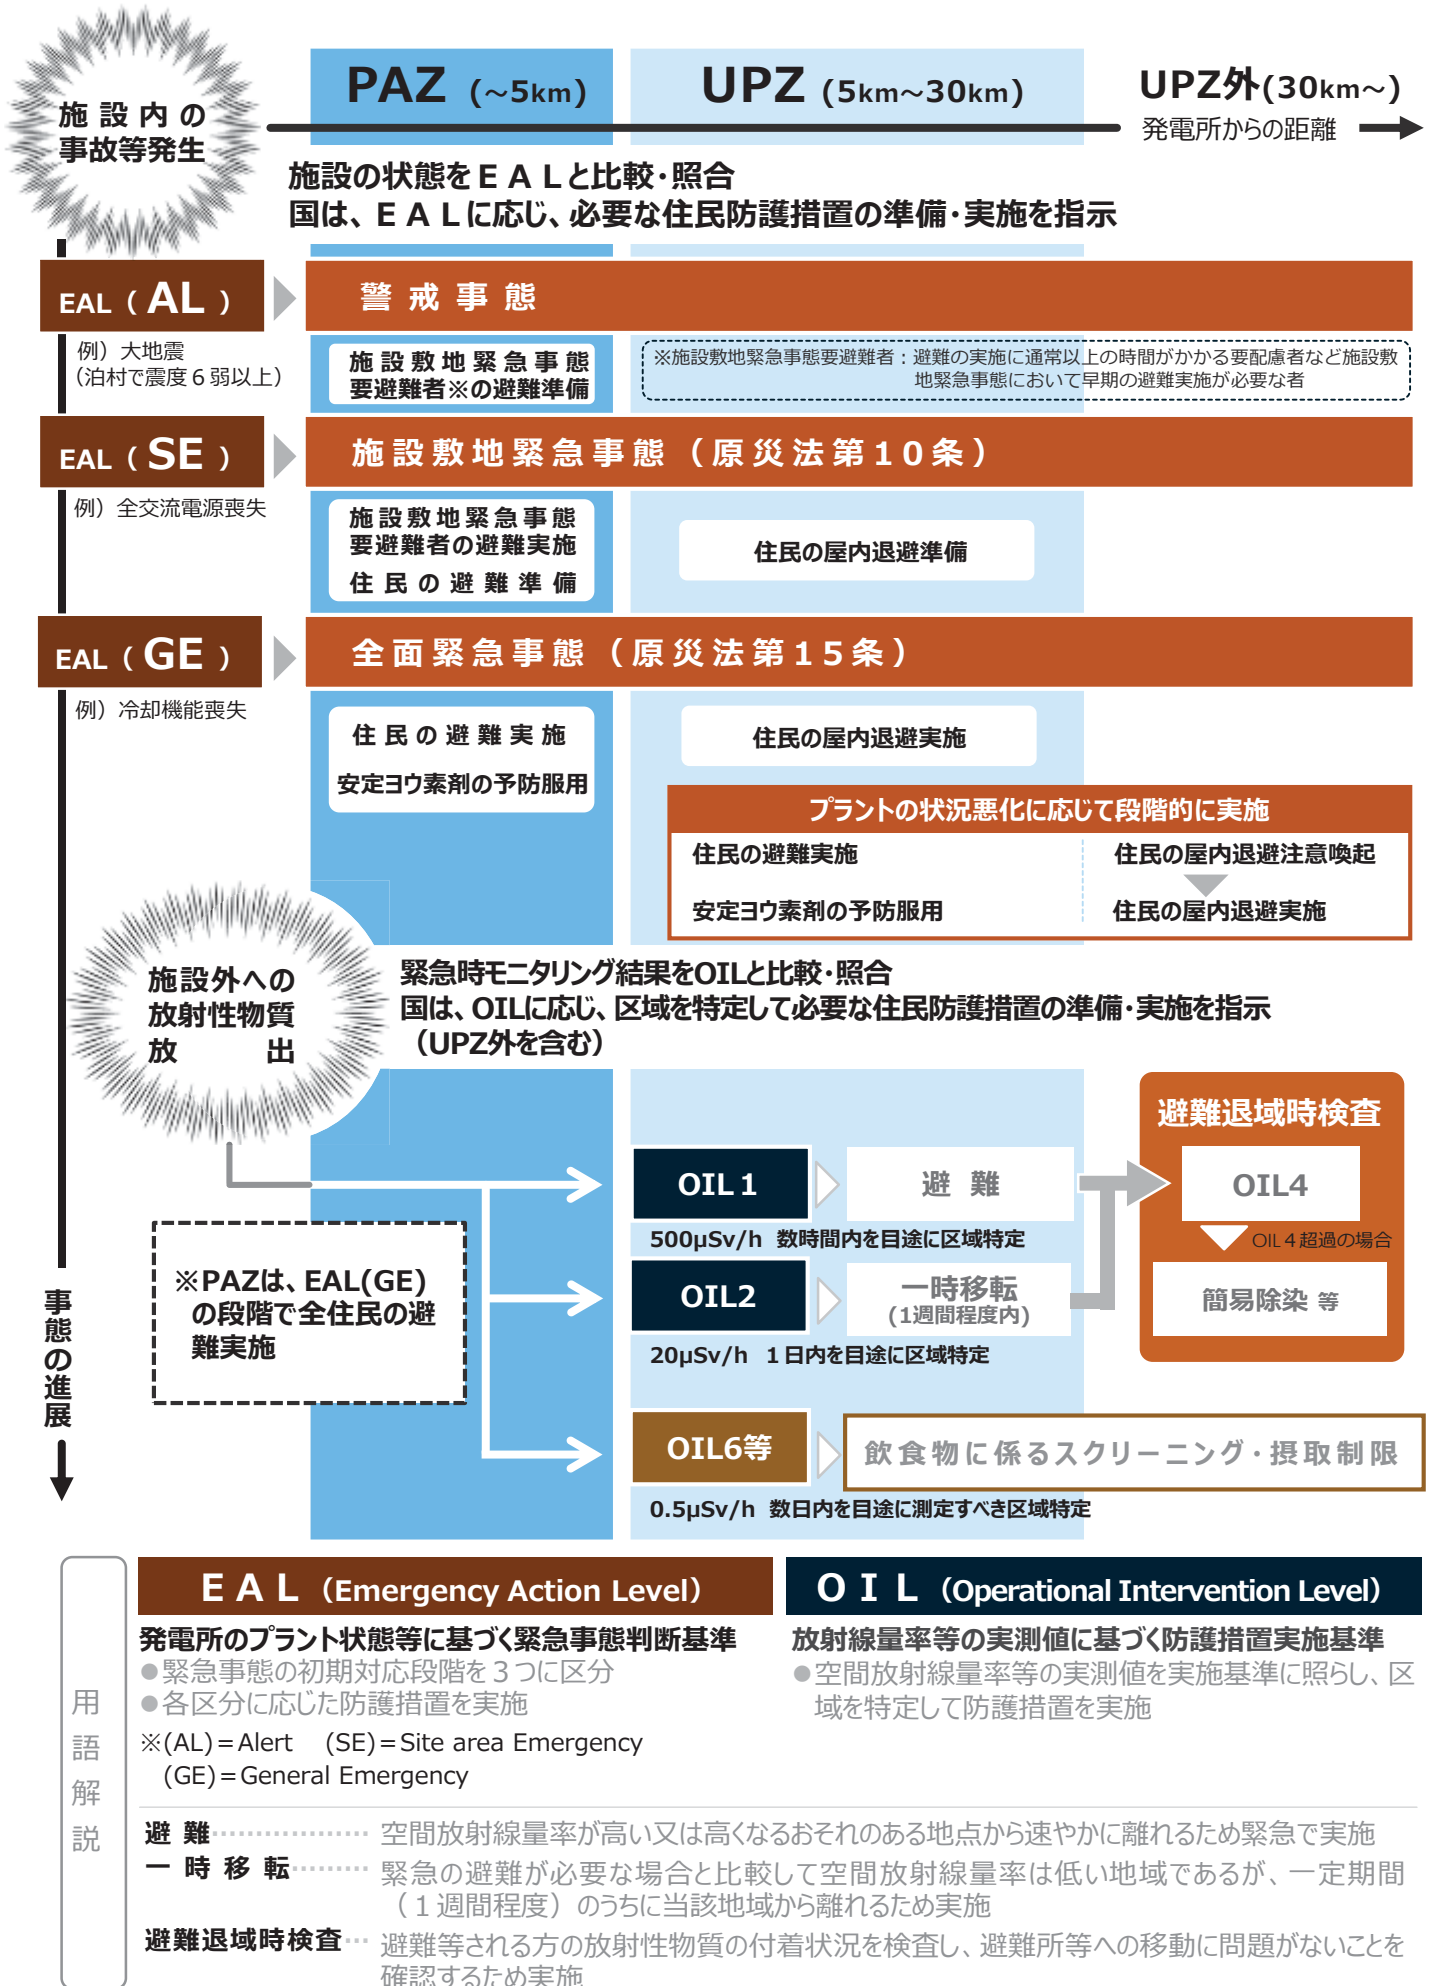 施設内の
事故等発生
PAZ (～5km)
UPZ (5km～30km)
UPZ外(30km～)
発電所からの距離
施設の状態をＥＡＬと比較・照合
国は、ＥＡＬに応じ、必要な住民防護措置の準備・実施を指示
EAL（ AL ）
警戒事態
例）大地震
（泊村で震度６弱以上）
施設敷地緊急事態
要避難者※の避難準備
※施設敷地緊急事態要避難者：避難の実施に通常以上の時間がかかる要配慮者など施設敷
地緊急事態において早期の避難実施が必要な者
EAL（ SE ）
施設敷地緊急事態（原災法第10条）
例）全交流電源喪失
施設敷地緊急事態
要避難者の避難実施
住民の避難準備
住民の屋内退避準備
EAL（ GE ）
全面緊急事態（原災法第15条）
例）冷却機能喪失
住民の避難実施
安定ヨウ素剤の予防服用
住民の屋内退避実施
プラントの状況悪化に応じて段階的に実施
住民の避難実施
住民の屋内退避注意喚起
安定ヨウ素剤の予防服用
住民の屋内退避実施
施設外への
放射性物質
放出
緊急時モニタリング結果をOILと比較・照合
国は、OILに応じ、区域を特定して必要な住民防護措置の準備・実施を指示
（UPZ外を含む）
避難退域時検査
OIL１
避難
OIL4
500μSv/h 数時間内を目途に区域特定
OIL４超過の場合
※PAZは、EAL(GE)
の段階で全住民の避
難実施
OIL2
一時移転
(1週間程度内)
簡易除染 等
20μSv/h １日内を目途に区域特定
事態の進展
OIL6等
飲食物に係るスクリーニング・摂取制限
0.5μSv/h 数日内を目途に測定すべき区域特定
用語解説
ＥＡＬ（Emergency Action Level）
発電所のプラント状態等に基づく緊急事態判断基準
●緊急事態の初期対応段階を３つに区分
●各区分に応じた防護措置を実施
※(AL)＝Alert (SE)＝Site area Emergency
(GE)＝General Emergency
ＯＩＬ（Operational Intervention Level）
放射線量率等の実測値に基づく防護措置実施基準
●空間放射線量率等の実測値を実施基準に照らし、区
域を特定して防護措置を実施
避難……………… 空間放射線量率が高い又は高くなるおそれのある地点から速やかに離れるため緊急で実施
一時移転……… 緊急の避難が必要な場合と比較して空間放射線量率は低い地域であるが、一定期間
（１週間程度）のうちに当該地域から離れるため実施
避難退域時検査… 避難等される方の放射性物質の付着状況を検査し、避難所等への移動に問題がないことを
確認するため実施